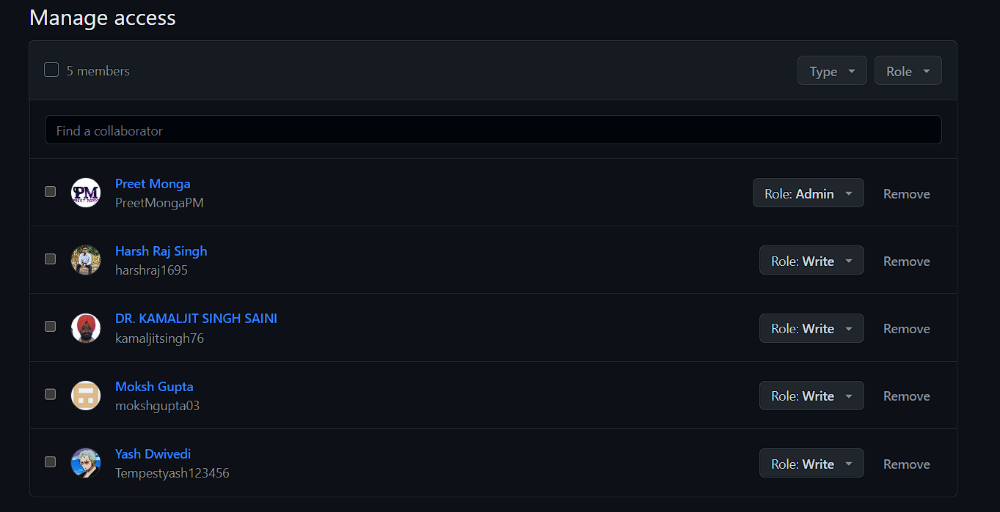 Manage access
5 members
Type
Role
Find a collaborator
PM
Preet Monga
PreetMongaPM
Role: Admin
Remove
Harsh Raj Singh
harshraj1695
Role: Write
Remove
DR. KAMALJIT SINGH SAINI
kamaljitsingh76
Role: Write
Remove
Moksh Gupta
mokshgupta03
Role: Write
Remove
Yash Dwivedi
Tempestyash123456
Role: Write
Remove